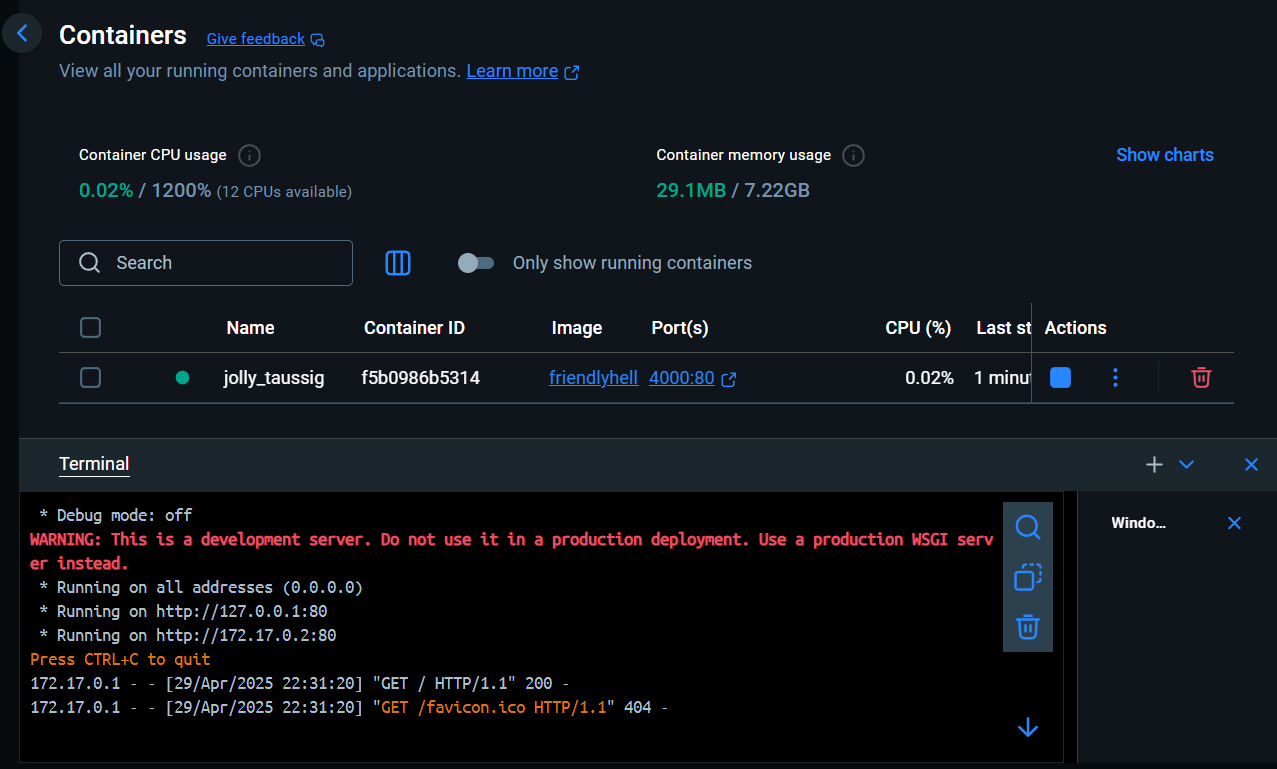 Containers Give feedback
View all your running containers and applications. Learn more
Container CPU usage Container memory usage Show charts
0.02% / 1200% (12 CPUs available) 29.1MB / 7.22GB
Search Only show running containers
Name Container ID Image Port(s) CPU (%) Last st Actions
jolly_taussig f5b0986b5314 friendlyhell 4000:80 0.02% 1 minut
Terminal
* Debug mode: off
WARNING: This is a development server. Do not use it in a production deployment. Use a production WSGI serv
er instead.
* Running on all addresses (0.0.0.0)
* Running on http://127.0.0.1:80
* Running on http://172.17.0.2:80
Press CTRL+C to quit
172.17.0.1 - - [29/Apr/2025 22:31:20] "GET / HTTP/1.1" 200 -
172.17.0.1 - - [29/Apr/2025 22:31:20] "GET /favicon.ico HTTP/1.1" 404 -
Windo...